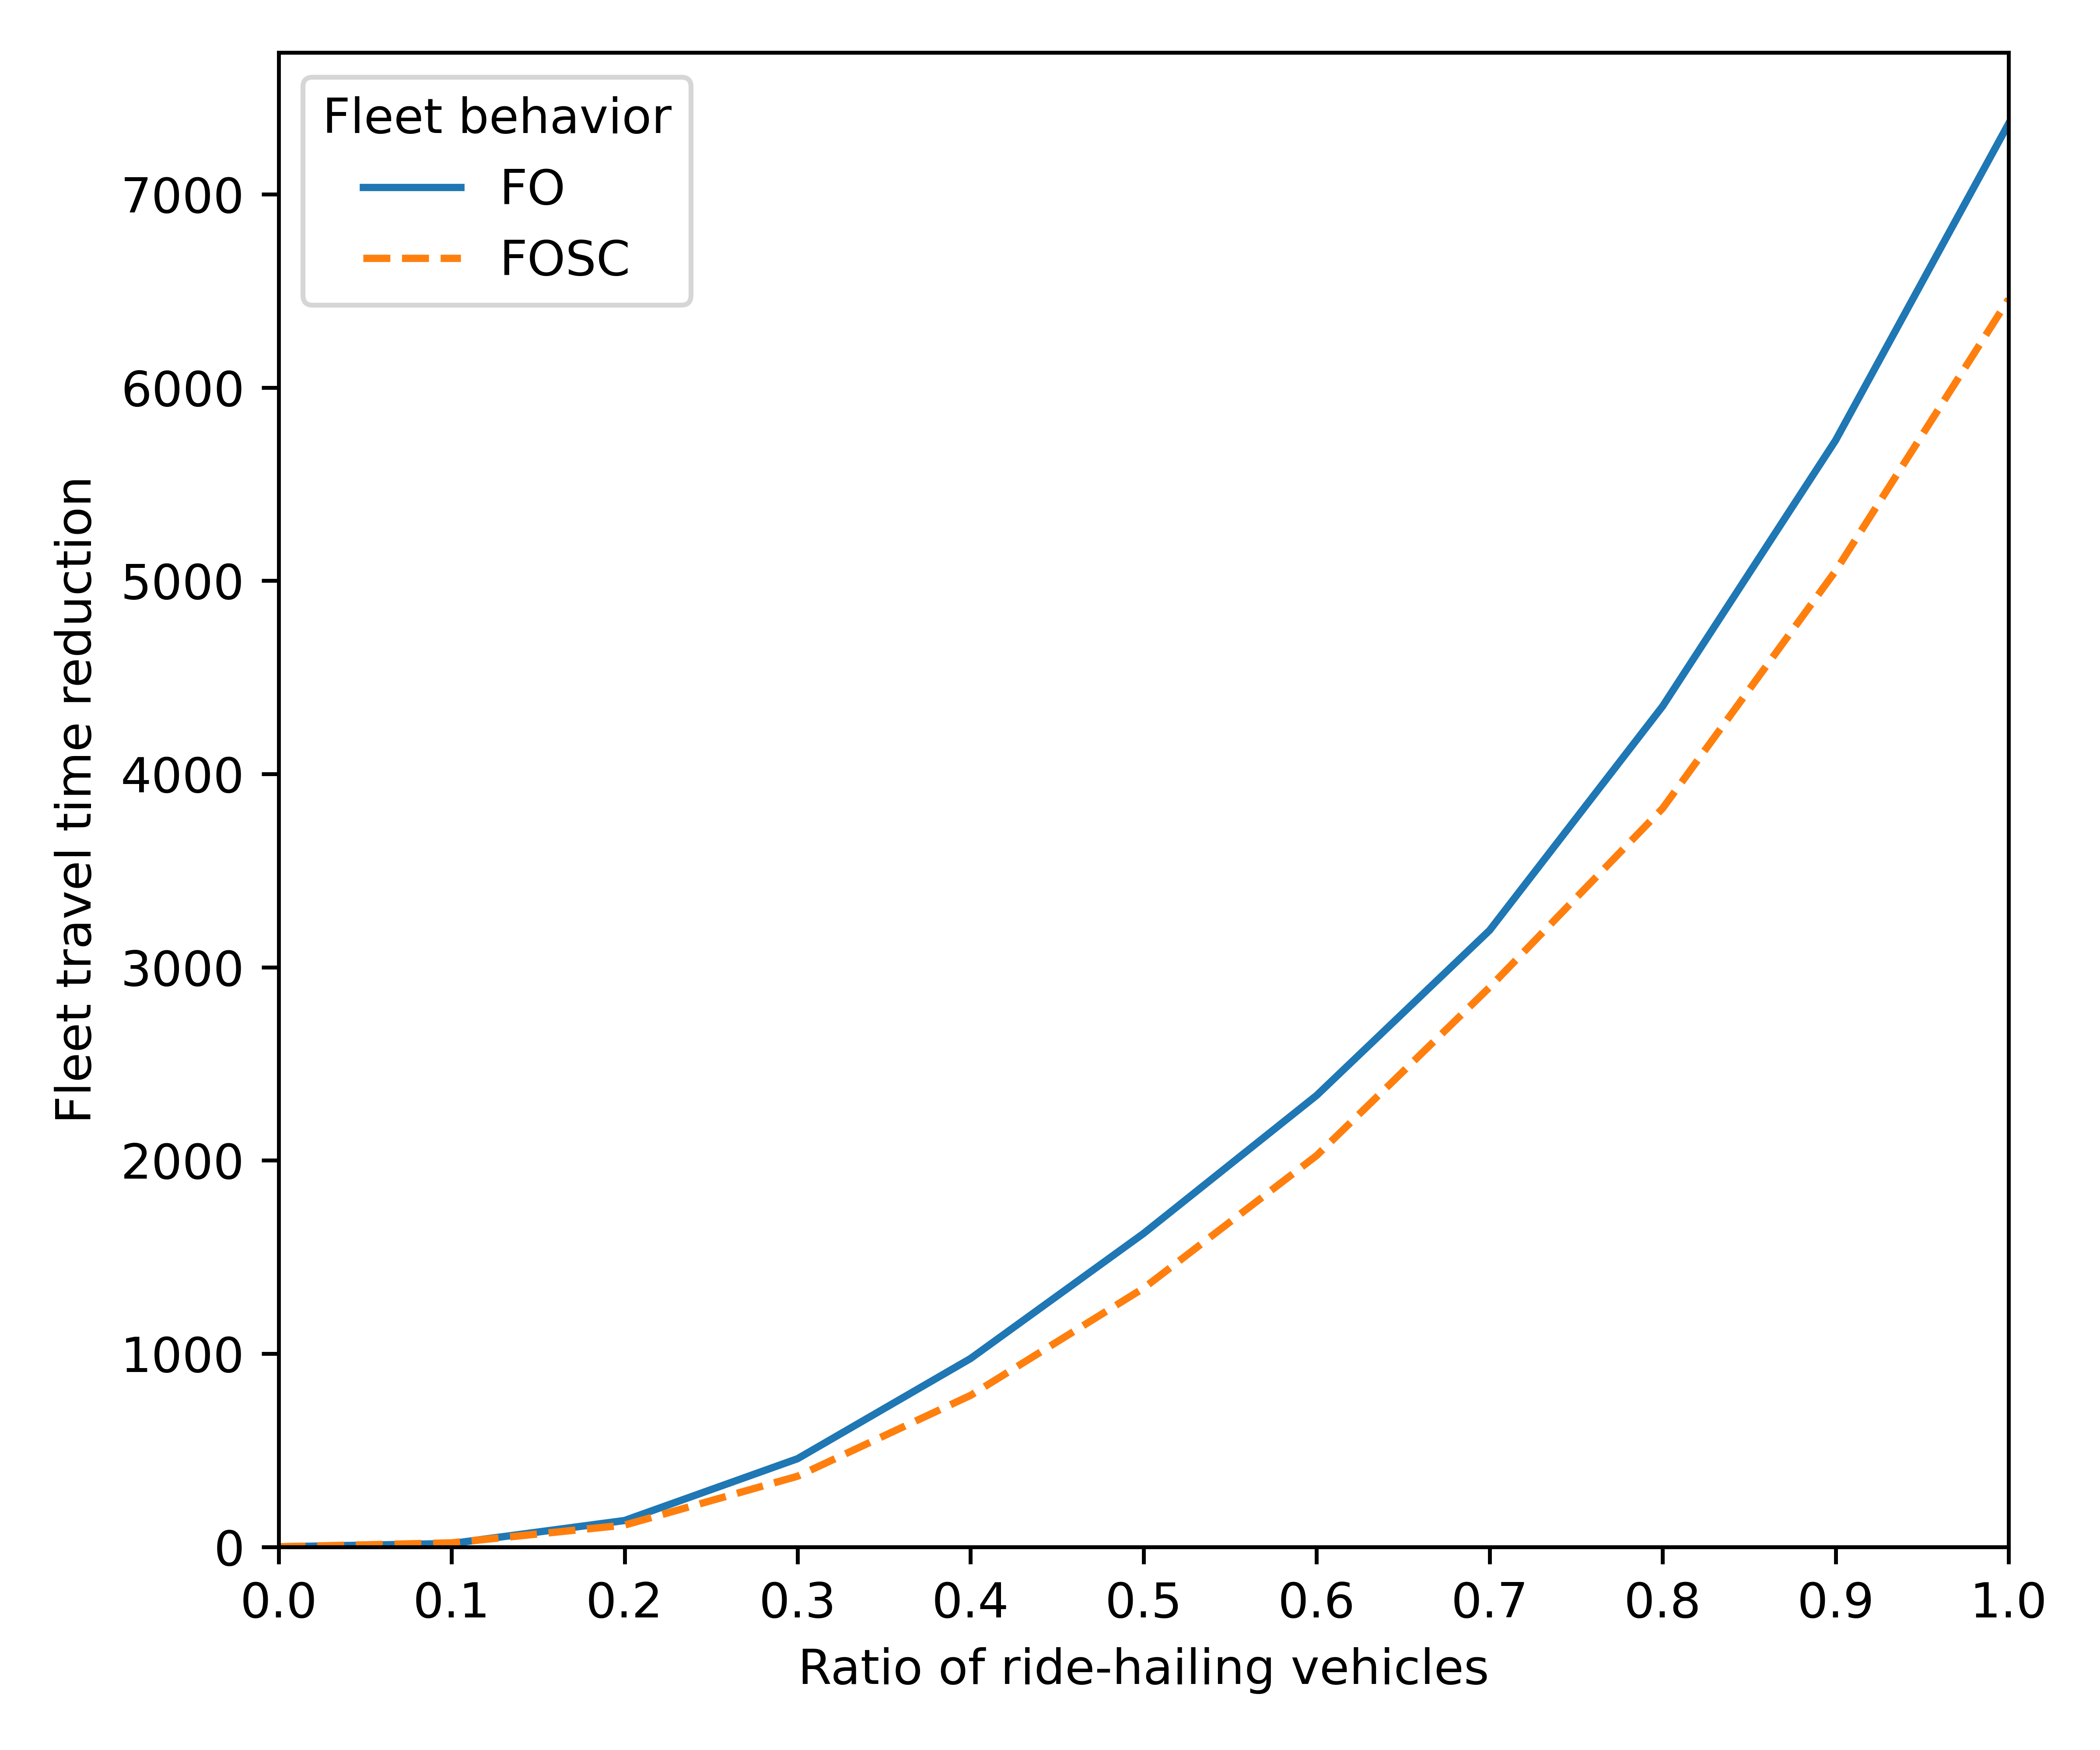 Fleet behavior
FO
FOSC
7000
6000
5000
4000
3000
2000
1000
0
Fleet travel time reduction
0.0 0.1 0.2 0.3 0.4 0.5 0.6 0.7 0.8 0.9 1.0
Ratio of ride-hailing vehicles